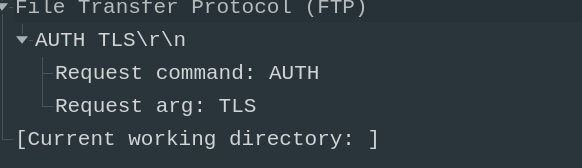 File Transfer Protocol (FTP)
AUTH TLS\r\n
Request command: AUTH
Request arg: TLS
[Current working directory: ]